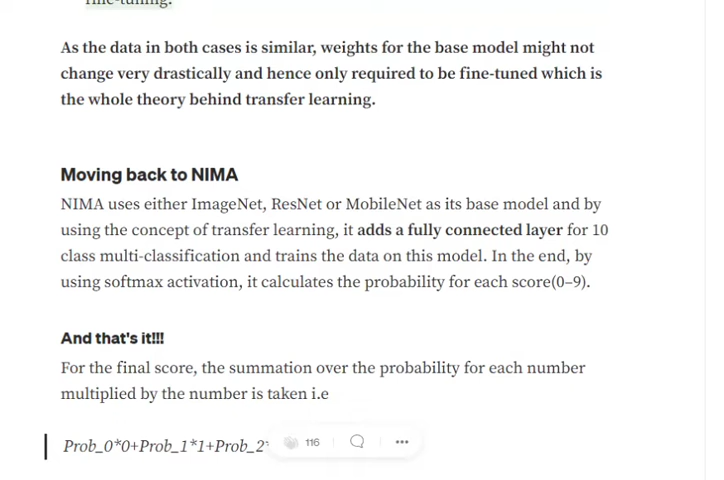 fine-tuning.
As the data in both cases is similar, weights for the base model might not
change very drastically and hence only required to be fine-tuned which is
the whole theory behind transfer learning.
Moving back to NIMA
NIMA uses either ImageNet, ResNet or MobileNet as its base model and by
using the concept of transfer learning, it adds a fully connected layer for 10
class multi-classification and trains the data on this model. In the end, by
using softmax activation, it calculates the probability for each score(0–9).
And that's it!!!
For the final score, the summation over the probability for each number
multiplied by the number is taken i.e
Prob_0*0+Prob_1*1+Prob_2*
116